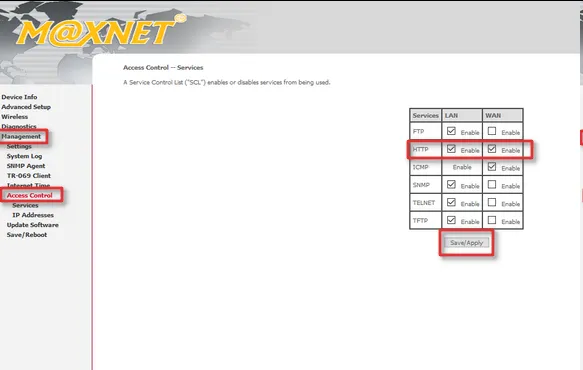 M@XNET
Access Control -- Services
A Service Control List ("SCL") enables or disables services from being used.
Device Info
Advanced Setup
Wireless
Diagnostics
Management
Settings
System Log
SNMP Agent
TR-069 Client
Internet Time
Access Control
Services
IP Addresses
Update Software
Save/Reboot
Services LAN WAN
FTP Enable Enable
HTTP Enable Enable
ICMP Enable Enable
SNMP Enable Enable
TELNET Enable Enable
TFTP Enable Enable
Save/Apply